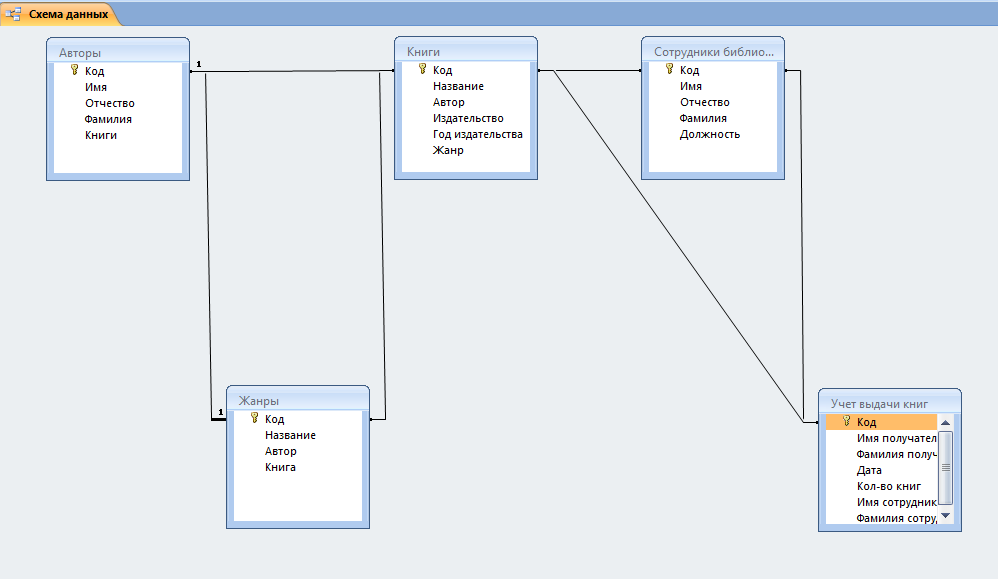 Схема данных
Авторы
Код
Имя
Отчество
Фамилия
Книги
1
Книги
Код
Название
Автор
Издательство
Год издательства
Жанр
Сотрудники библио...
Код
Имя
Отчество
Фамилия
Должность
1
Жанры
Код
Название
Автор
Книга
Учет выдачи книг
Код
Имя получател
Фамилия получ
Дата
Кол-во книг
Имя сотрудник
Фамилия сотру